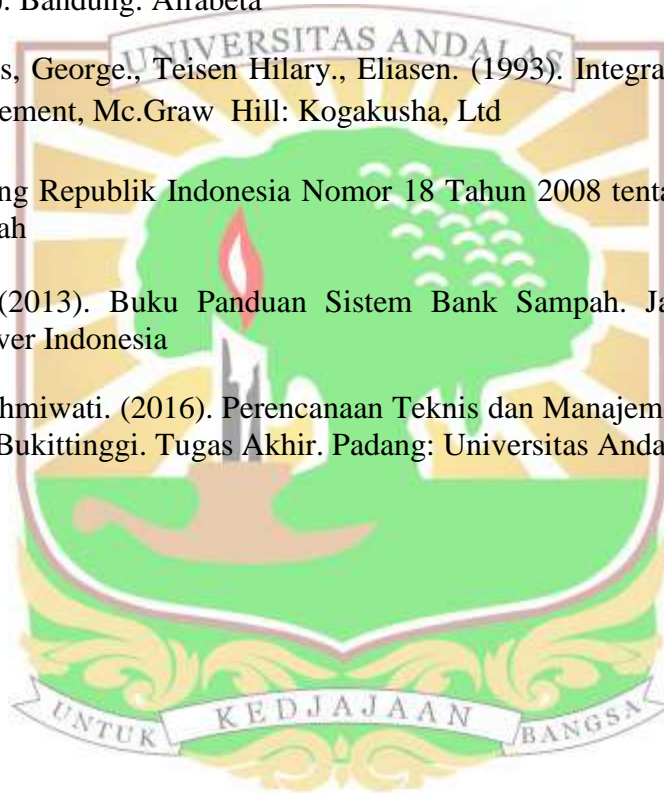 ). Bandung: Alfabeta
UNIVERSITAS ANDALAS
s, George., Teisen Hilary., Eliasen. (1993). Integra
ement, Mc.Graw Hill: Kogakusha, Ltd
ng Republik Indonesia Nomor 18 Tahun 2008 tenta
ah
(2013). Buku Panduan Sistem Bank Sampah. Ja
ver Indonesia
hmiwati. (2016). Perencanaan Teknis dan Manajem
Bukittinggi. Tugas Akhir. Padang: Universitas Anda
UNTUK KEDJAJAAN BANGSA